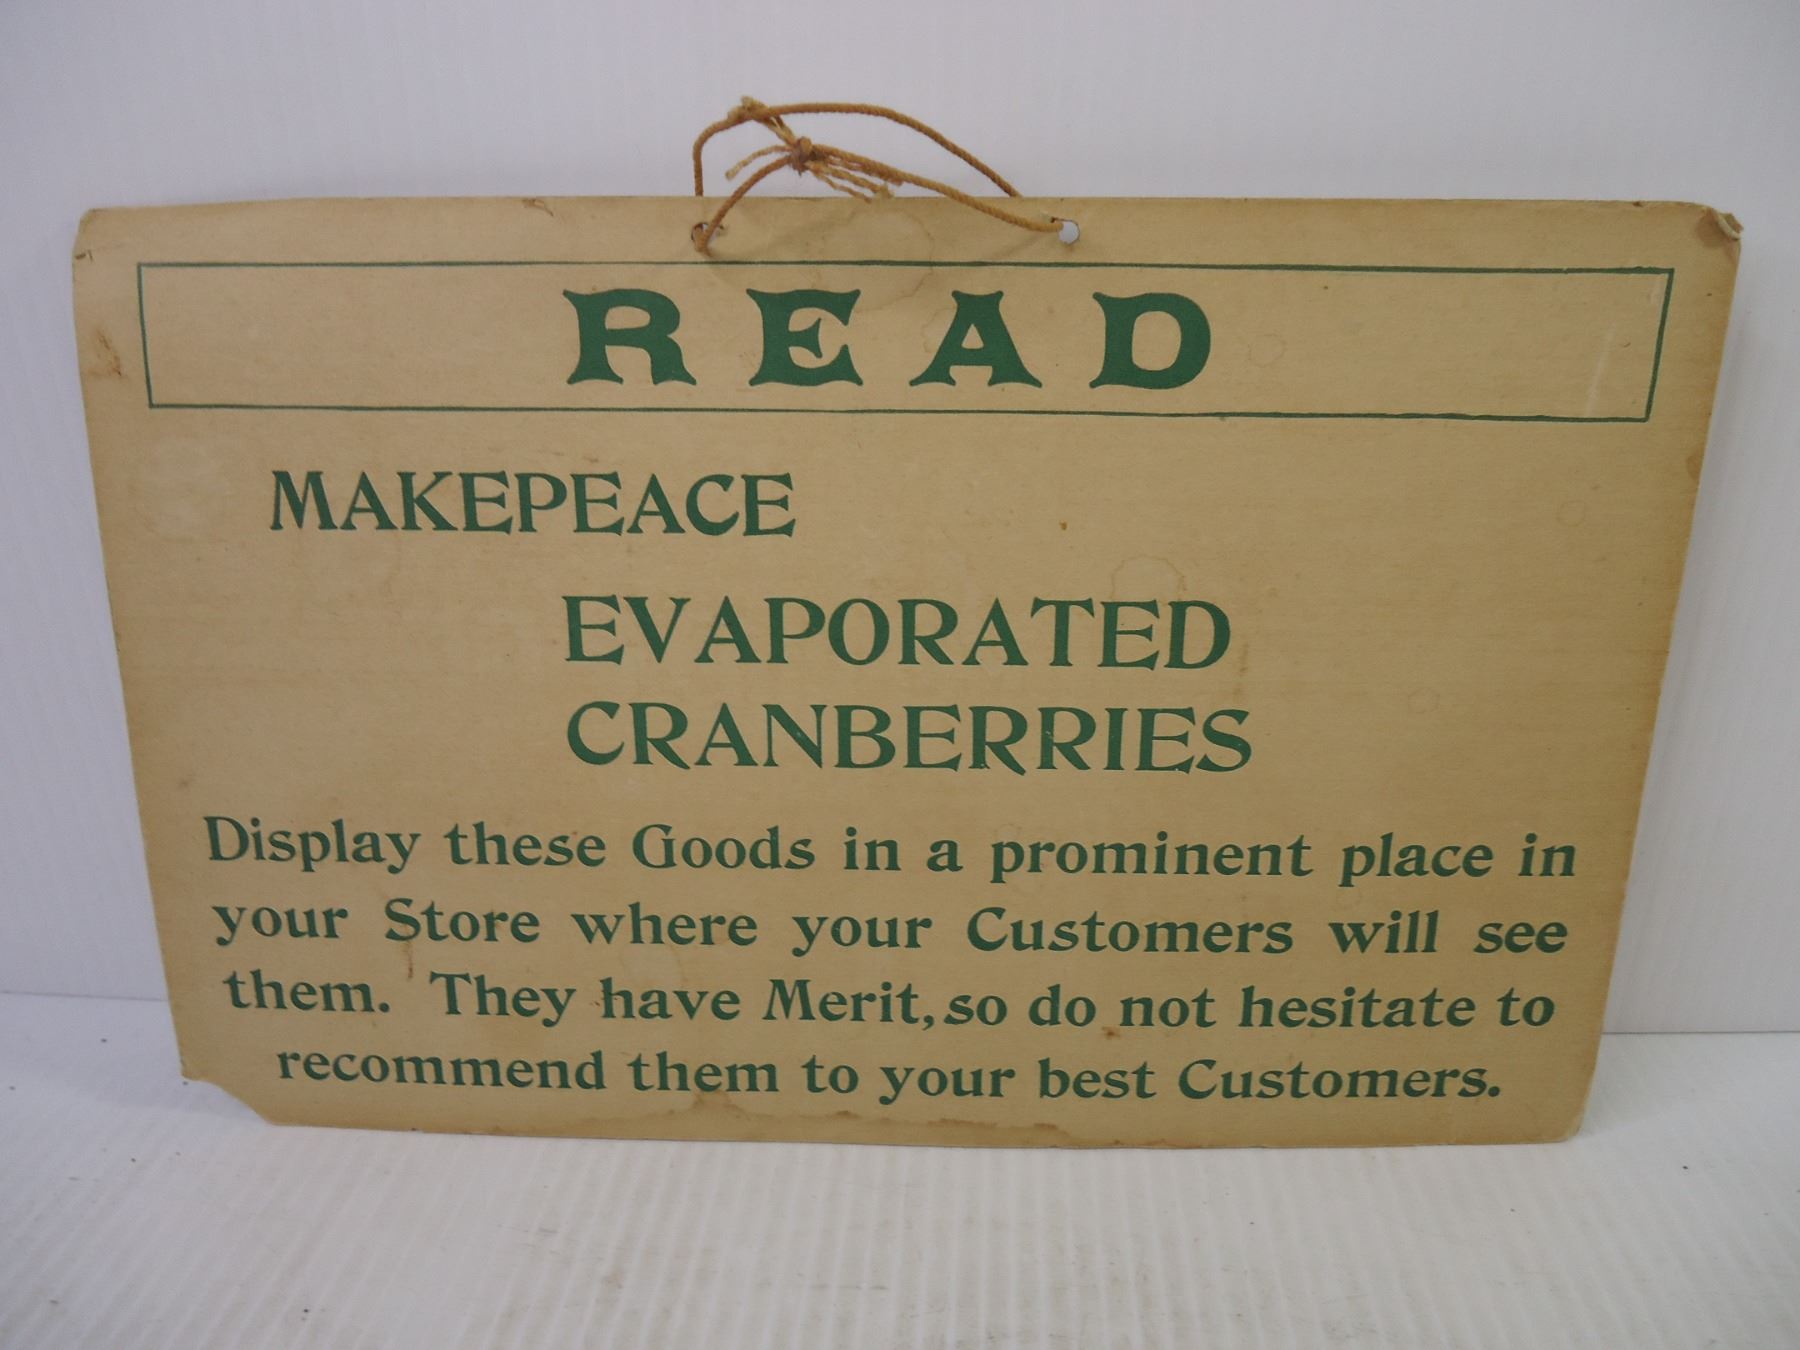 READ
MAKEPEACE
EVAPORATED
CRANBERRIES
Display these Goods in a prominent place in
your Store where your Customers will see
them. They have Merit, so do not hesitate to
recommend them to your best Customers.